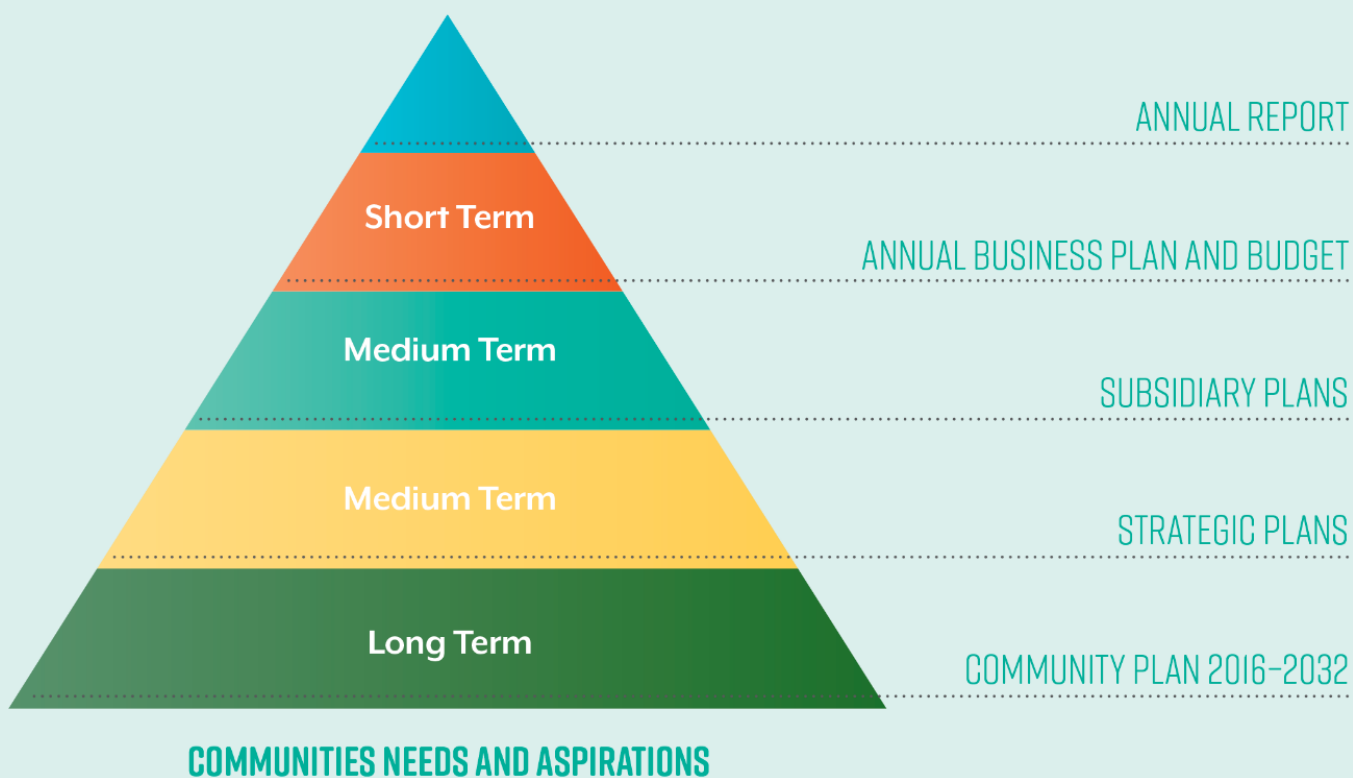 ANNUAL REPORT
Short Term
ANNUAL BUSINESS PLAN AND BUDGET
Medium Term
SUBSIDIARY PLANS
Medium Term
STRATEGIC PLANS
Long Term
COMMUNITY PLAN 2016–2032
COMMUNITIES NEEDS AND ASPIRATIONS